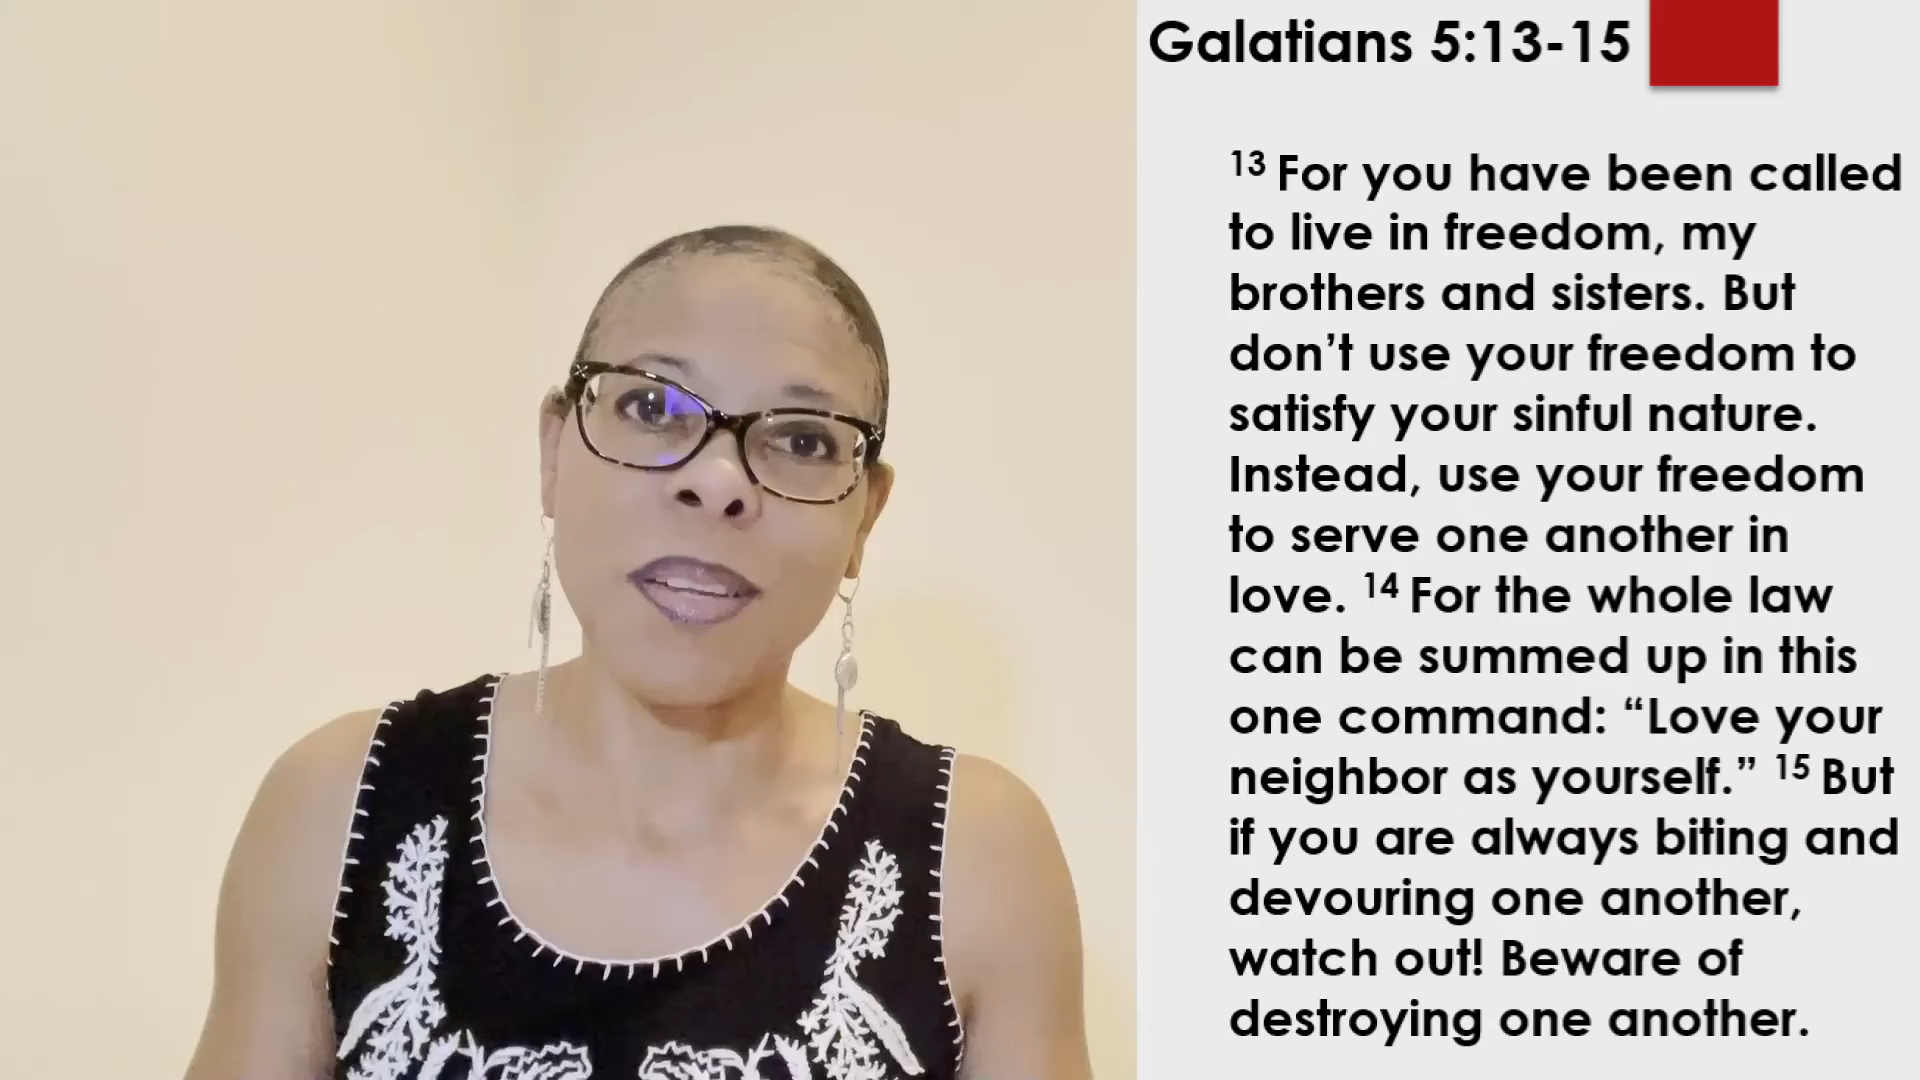 Galatians 5:13-15
13 For you have been called
to live in freedom, my
brothers and sisters. But
don’t use your freedom to
satisfy your sinful nature.
Instead, use your freedom
to serve one another in
love. 14 For the whole law
can be summed up in this
one command: “Love your
neighbor as yourself.” 15 But
if you are always biting and
devouring one another,
watch out! Beware of
destroying one another.